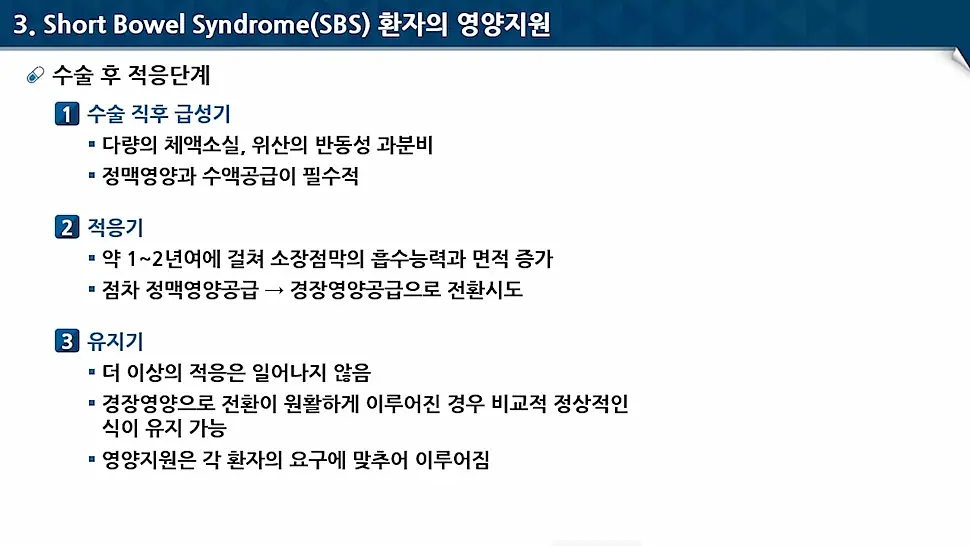 3. Short Bowel Syndrome(SBS) 환자의 영양지원
수술 후 적응단계
1 수술 직후 급성기
▪ 다량의 체액소실, 위산의 반동성 과분비
▪ 정맥영양과 수액공급이 필수적
2 적응기
▪ 약 1~2년여에 걸쳐 소장점막의 흡수능력과 면적 증가
▪ 점차 정맥영양공급 → 경장영양공급으로 전환시도
3 유지기
▪ 더 이상의 적응은 일어나지 않음
▪ 경장영양으로 전환이 원활하게 이루어진 경우 비교적 정상적인
식이 유지 가능
▪ 영양지원은 각 환자의 요구에 맞추어 이루어짐